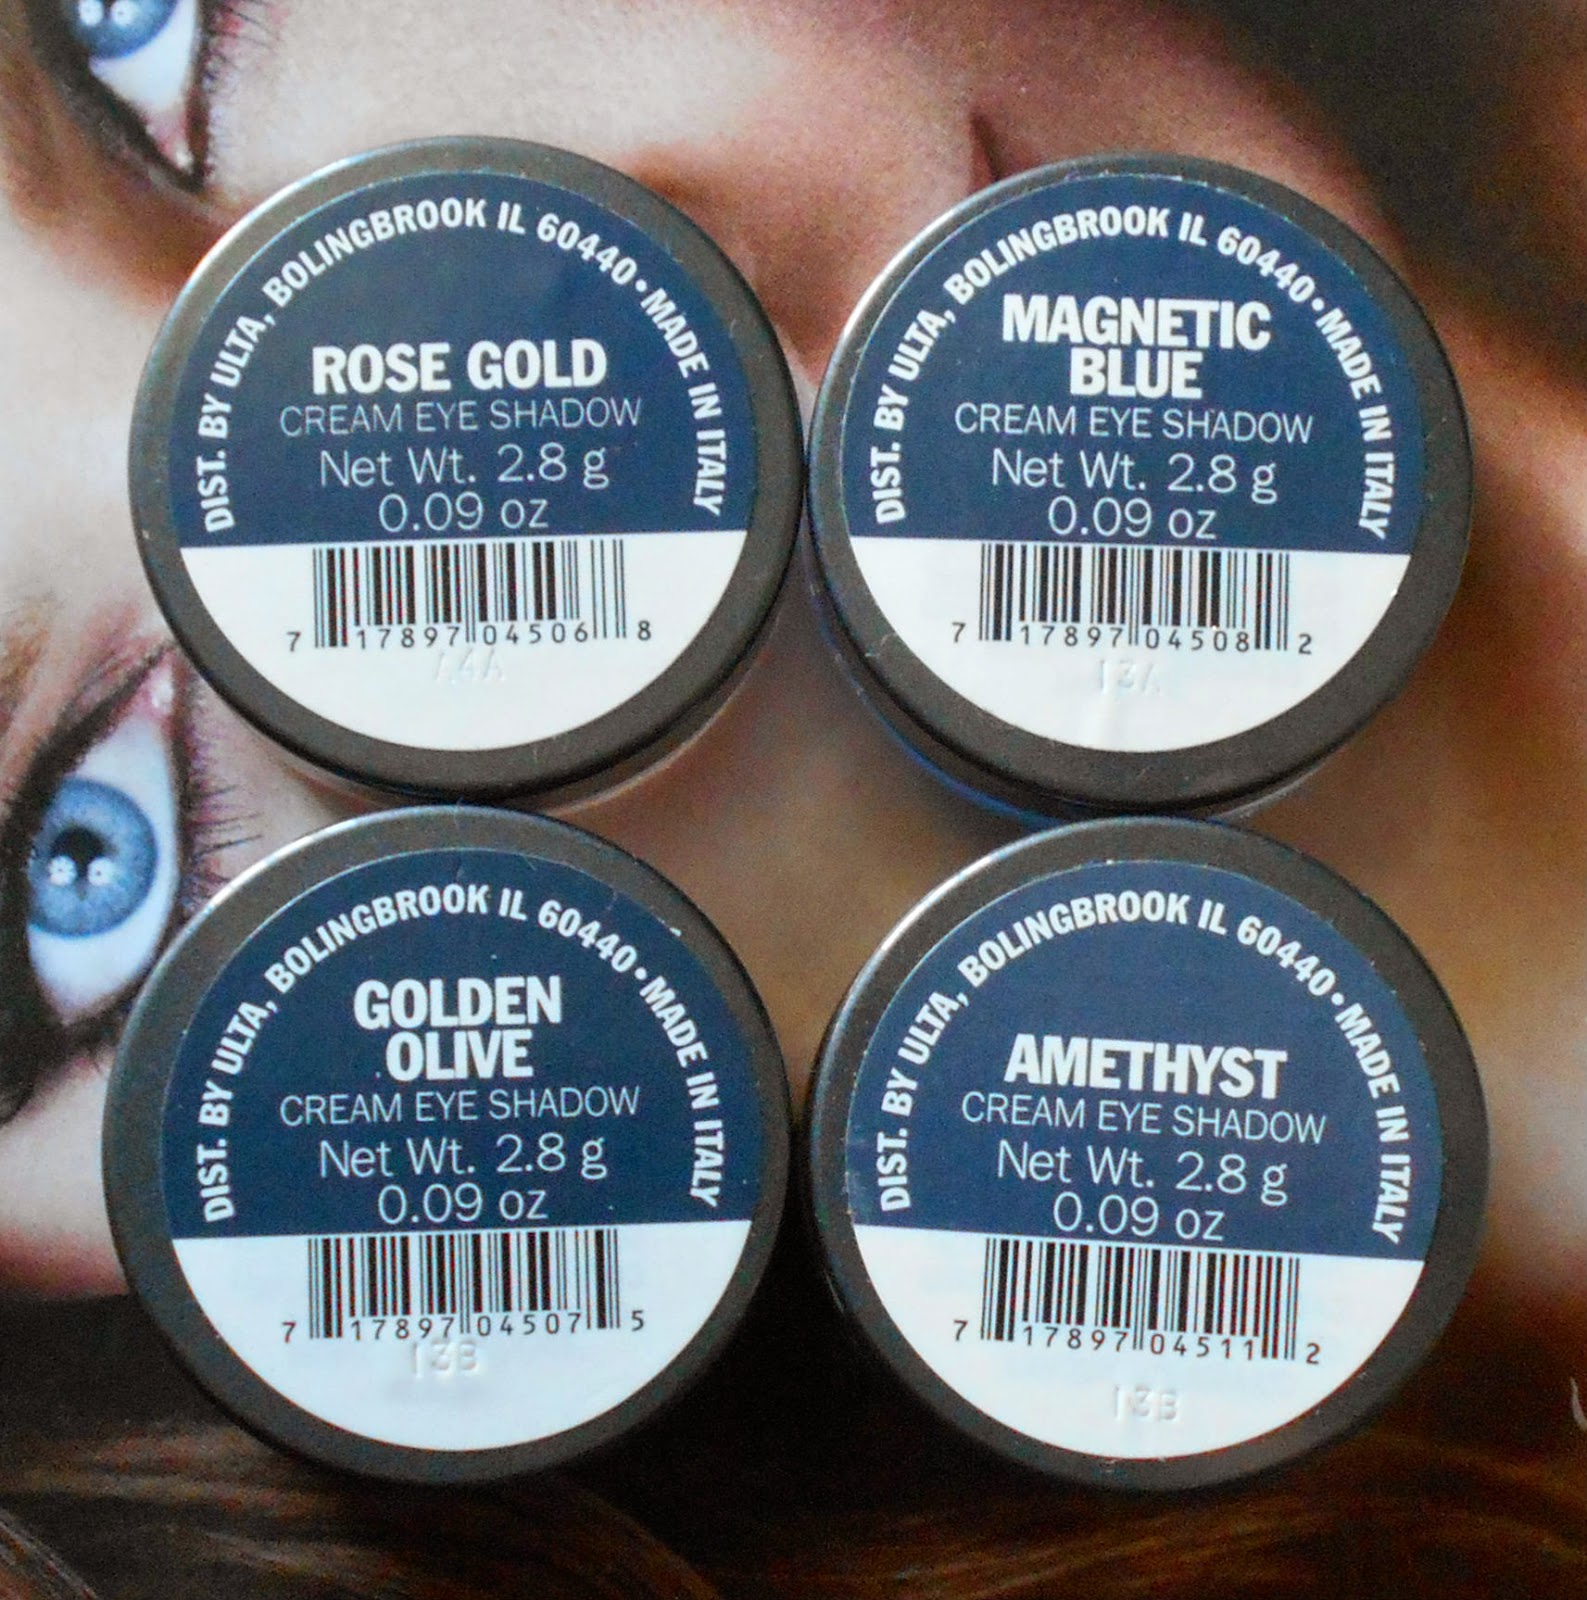 DIST. BY ULTA, BOLINGBROOK IL 60440 • MADE IN ITALY
ROSE GOLD
CREAM EYE SHADOW
Net Wt. 2.8 g
0.09 oz
7 17897 04506 8
A4A
DIST. BY ULTA, BOLINGBROOK IL 60440 • MADE IN ITALY
MAGNETIC
BLUE
CREAM EYE SHADOW
Net Wt. 2.8 g
0.09 oz
7 17897 04508 2
13A
DIST. BY ULTA, BOLINGBROOK IL 60440 • MADE IN ITALY
GOLDEN
OLIVE
CREAM EYE SHADOW
Net Wt. 2.8 g
0.09 oz
7 17897 04507 5
13B
DIST. BY ULTA, BOLINGBROOK IL 60440 • MADE IN ITALY
AMETHYST
CREAM EYE SHADOW
Net Wt. 2.8 g
0.09 oz
7 17897 04511 2
13B